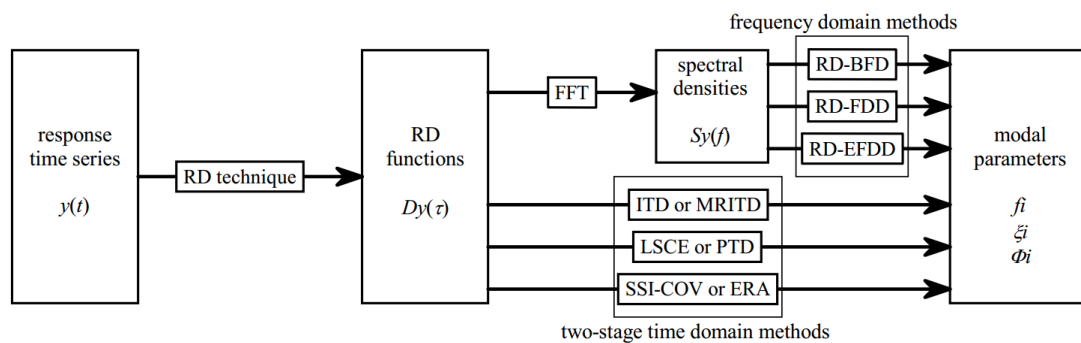 frequency domain methods
response
time series
y(t)
RD technique
RD
functions
Dy(τ)
FFT
spectral
densities
Sy(f)
RD-BFD
RD-FDD
RD-EFDD
ITD or MRITD
LSCE or PTD
SSI-COV or ERA
two-stage time domain methods
modal
parameters
fi
ξi
Φi